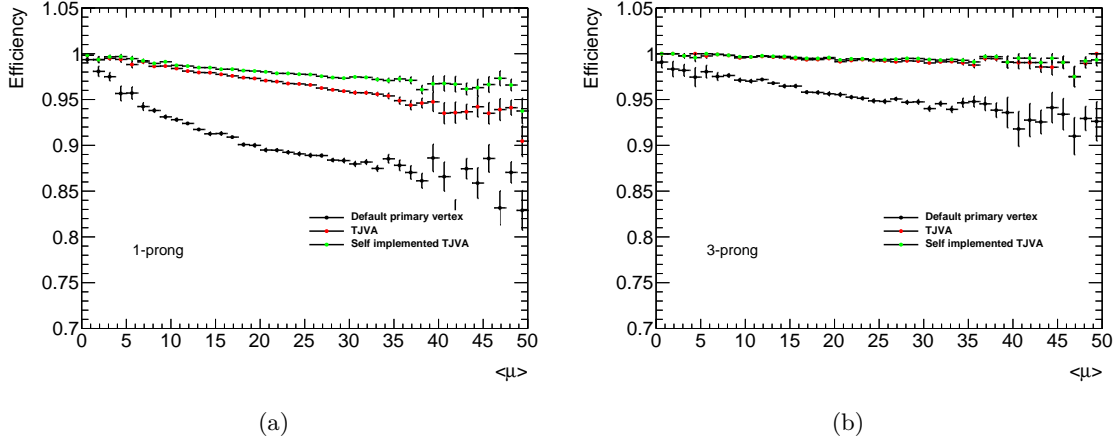 Efficiency
1.05
1
0.95
0.9
0.85
0.8
0.75
0.7
Default primary vertex
TJVA
Self implemented TJVA
1-prong
0 5 10 15 20 25 30 35 40 45 50
<μ>
(a)
Efficiency
1.05
1
0.95
0.9
0.85
0.8
0.75
0.7
Default primary vertex
TJVA
Self implemented TJVA
3-prong
0 5 10 15 20 25 30 35 40 45 50
<μ>
(b)